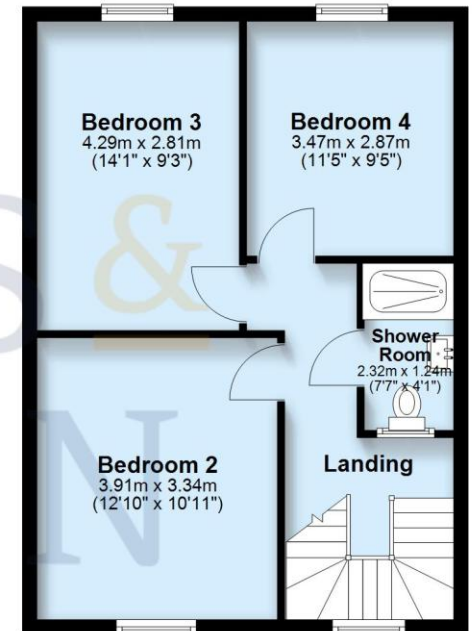 Bedroom 3
4.29m x 2.81m
(14'1" x 9'3")
Bedroom 4
3.47m x 2.87m
(11'5" x 9'5")
Shower
Room
2.32m x 1.24m
(7'7" x 4'1")
Bedroom 2
3.91m x 3.34m
(12'10" x 10'11")
Landing
S &
N